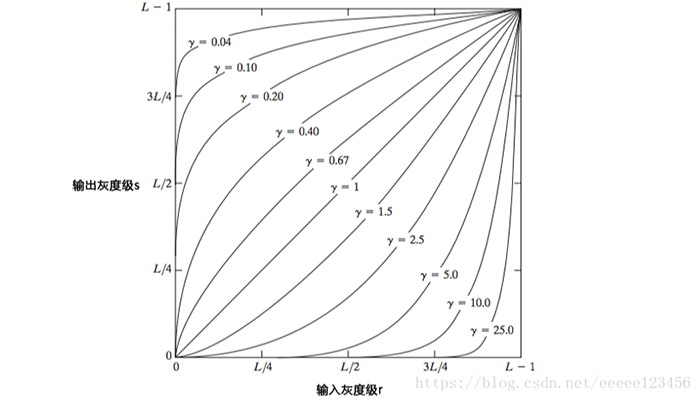 L − 1
γ = 0.04
γ = 0.10
3L/4
γ = 0.20
γ = 0.40
γ = 0.67
输出灰度级s
L/2
γ = 1
γ = 1.5
γ = 2.5
L/4
γ = 5.0
γ = 10.0
γ = 25.0
0
0
L/4
L/2
3L/4
L − 1
输入灰度级r
https://blog.csdn.net/eeeee123456